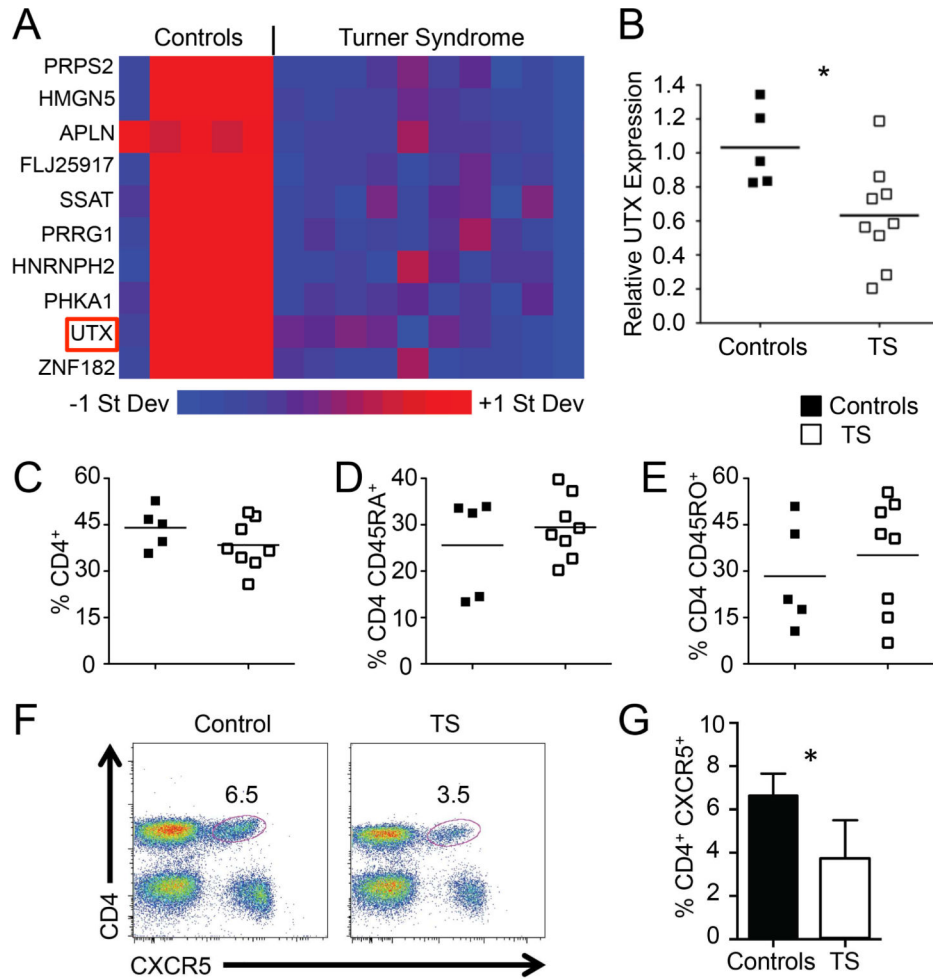 A
Controls
Turner Syndrome
PRPS2
HMGN5
APLN
FLJ25917
SSAT
PRRG1
HNRNPH2
PHKA1
UTX
ZNF182
-1 St Dev
+1 St Dev
B
*
Relative UTX Expression
1.4
1.2
1.0
0.8
0.6
0.4
0.2
0.0
Controls
TS
Controls
TS
C
% CD4⁺
60
45
30
15
0
D
% CD4 CD45RA⁺
40
30
20
10
0
E
% CD4 CD45RO⁺
60
45
30
15
0
F
Control
TS
6.5
3.5
CD4
CXCR5
G
% CD4⁺ CXCR5⁺
10
8
6
4
2
0
*
Controls
TS